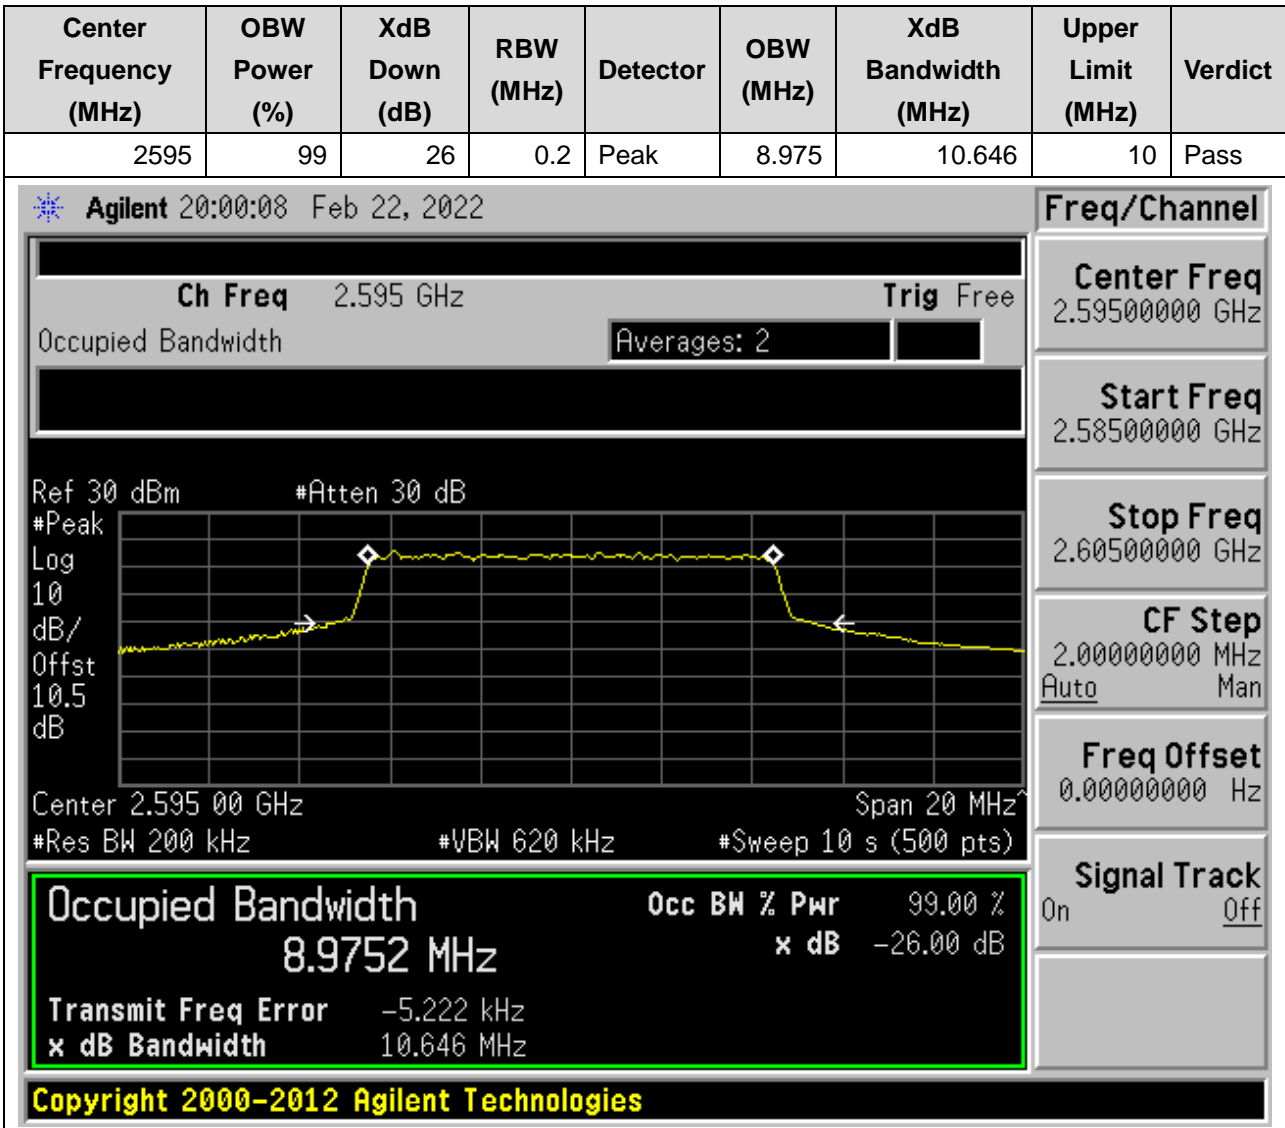 Center Frequency (MHz) OBW Power (%) XdB Down (dB) RBW (MHz) Detector OBW (MHz) XdB Bandwidth (MHz) Upper Limit (MHz) Verdict
2595 99 26 0.2 Peak 8.975 10.646 10 Pass
Agilent 20:00:08 Feb 22, 2022
Freq/Channel
Ch Freq 2.595 GHz Trig Free
Occupied Bandwidth Averages: 2
Center Freq
2.59500000 GHz
Start Freq
2.58500000 GHz
Stop Freq
2.60500000 GHz
CF Step
2.00000000 MHz
Auto Man
Freq Offset
0.00000000 Hz
Signal Track
On Off
Ref 30 dBm #Atten 30 dB
#Peak
Log
10
dB/
Offst
10.5
dB
Center 2.595 00 GHz Span 20 MHz^
#Res BW 200 kHz #VBW 620 kHz #Sweep 10 s (500 pts)
Occupied Bandwidth Occ BW % Pwr 99.00 %
8.9752 MHz x dB -26.00 dB
Transmit Freq Error -5.222 kHz
x dB Bandwidth 10.646 MHz
Copyright 2000-2012 Agilent Technologies